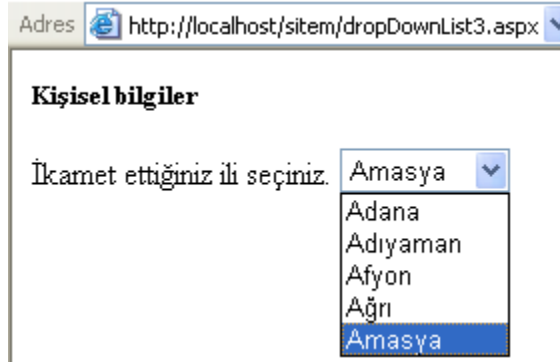 Adres http://localhost/sitem/dropDownList3.aspx
Kişisel bilgiler
İkamet ettiğiniz ili seçiniz. Amasya
Adana
Adıyaman
Afyon
Ağrı
Amasya